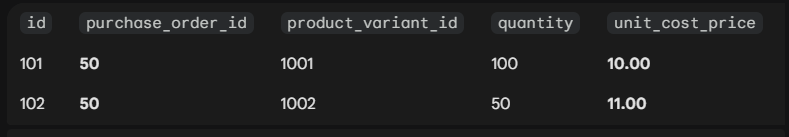 id purchase_order_id product_variant_id quantity unit_cost_price
101 50 1001 100 10.00
102 50 1002 50 11.00